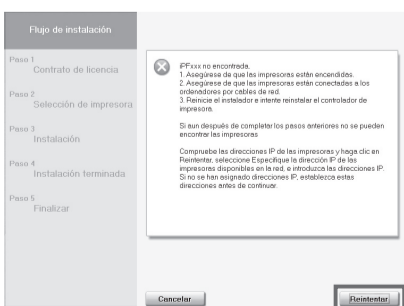 Flujo de instalación
Paso 1
Contrato de licencia
Paso 2
Selección de impresora
Paso 3
Instalación
Paso 4
Instalación terminada
Paso 5
Finalizar
iPFxxx no encontrada.
1. Asegúrese de que las impresoras están encendidas.
2. Asegúrese de que las impresoras están conectadas a los
ordenadores por cables de red.
3. Reinicie el instalador e intente reinstalar el controlador de
impresora.
Si aun después de completar los pasos anteriores no se pueden
encontrar las impresoras
Compruebe las direcciones IP de las impresoras y haga clic en
Reintentar, seleccione Especifique la dirección IP de las
impresoras disponibles en la red, e introduzca las direcciones IP.
Si no se han asignado direcciones IP, establezca estas
direcciones antes de continuar.
Cancelar
Reintentar